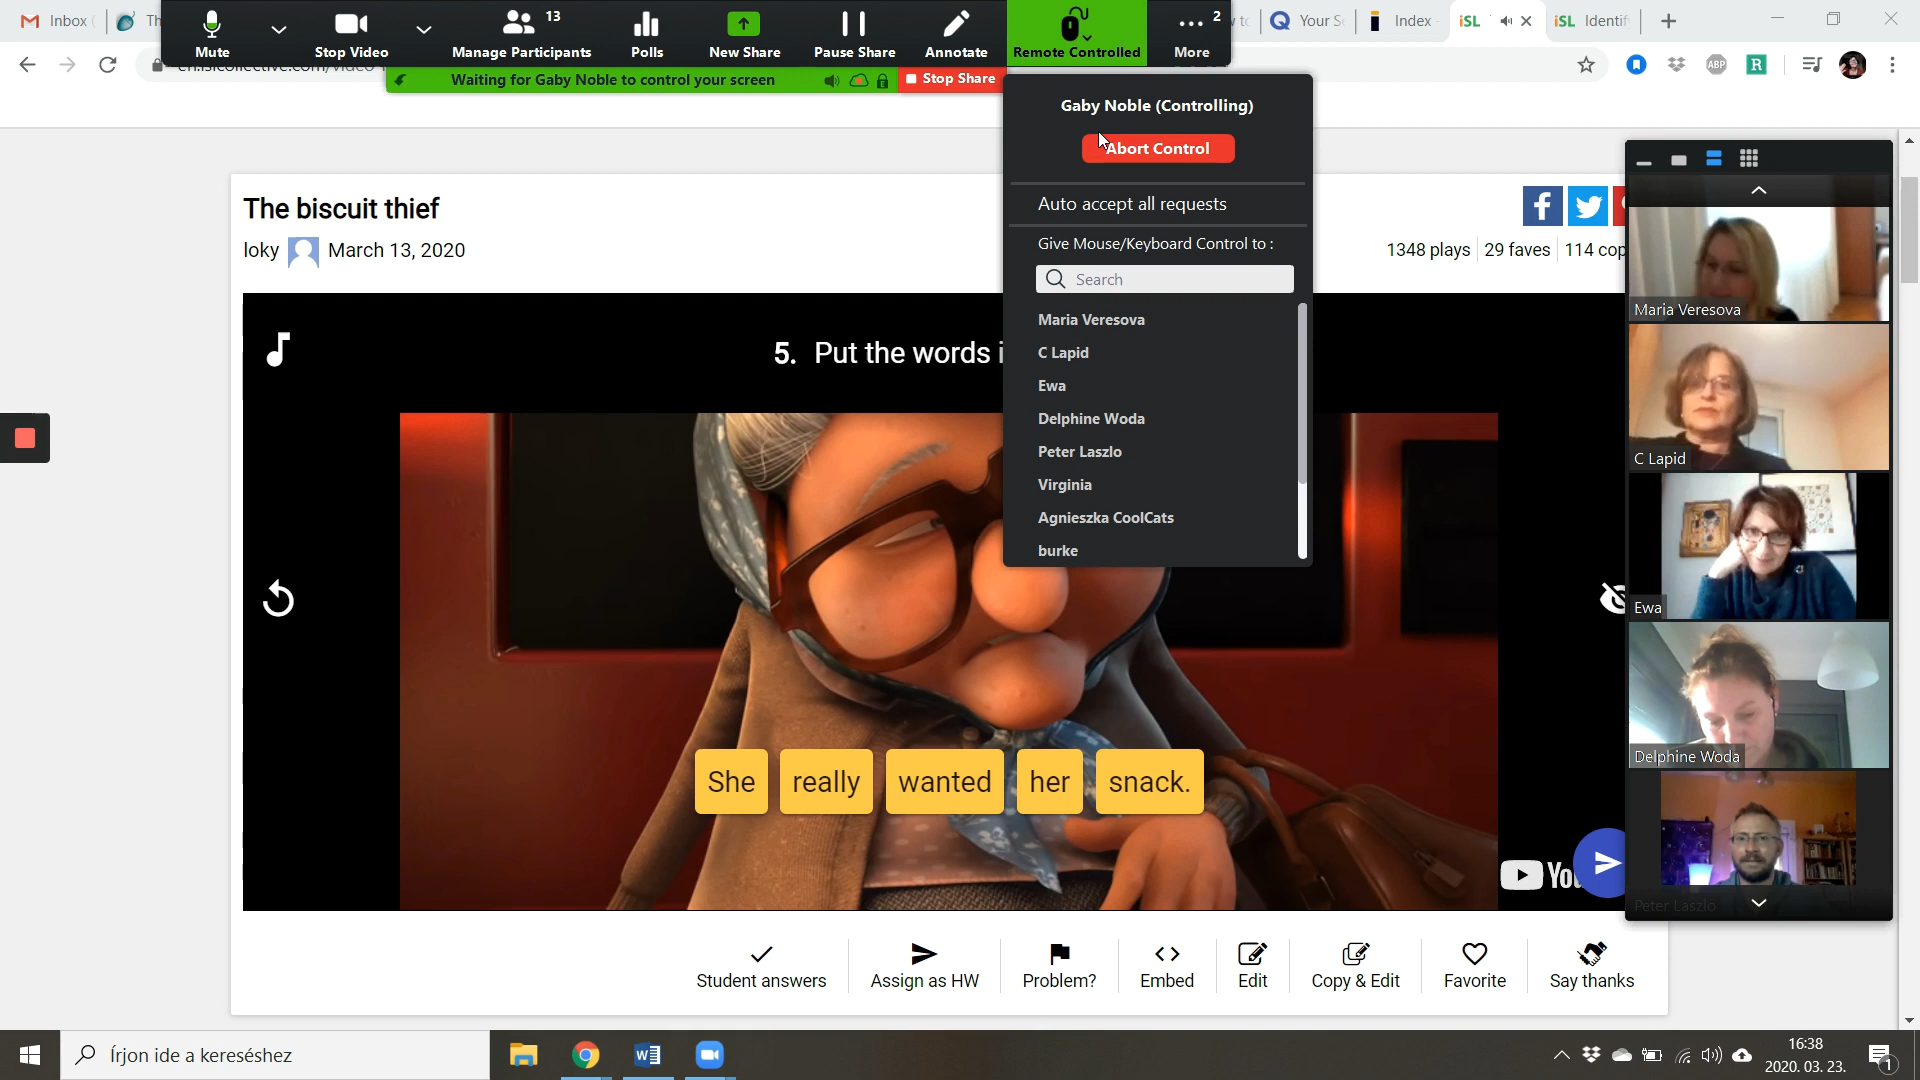 Inbox
Th
Your S
Index
iSL
iSL Identif
Mute
Stop Video
13
Manage Participants
Polls
New Share
Pause Share
Annotate
Remote Controlled
2
More
Waiting for Gaby Noble to control your screen
Stop Share
ABP
R
Gaby Noble (Controlling)
Abort Control
Auto accept all requests
Give Mouse/Keyboard Control to :
Search
Maria Veresova
C Lapid
Ewa
Delphine Woda
Peter Laszlo
Virginia
Agnieszka CoolCats
burke
The biscuit thief
loky March 13, 2020
1348 plays 29 faves 114 cop
5. Put the words i
She really wanted her snack.
You
Maria Veresova
C Lapid
Ewa
Delphine Woda
Peter Laszlo
Student answers
Assign as HW
Problem?
Embed
Edit
Copy & Edit
Favorite
Say thanks
Írjon ide a kereséshez
16:38
2020. 03. 23.
1